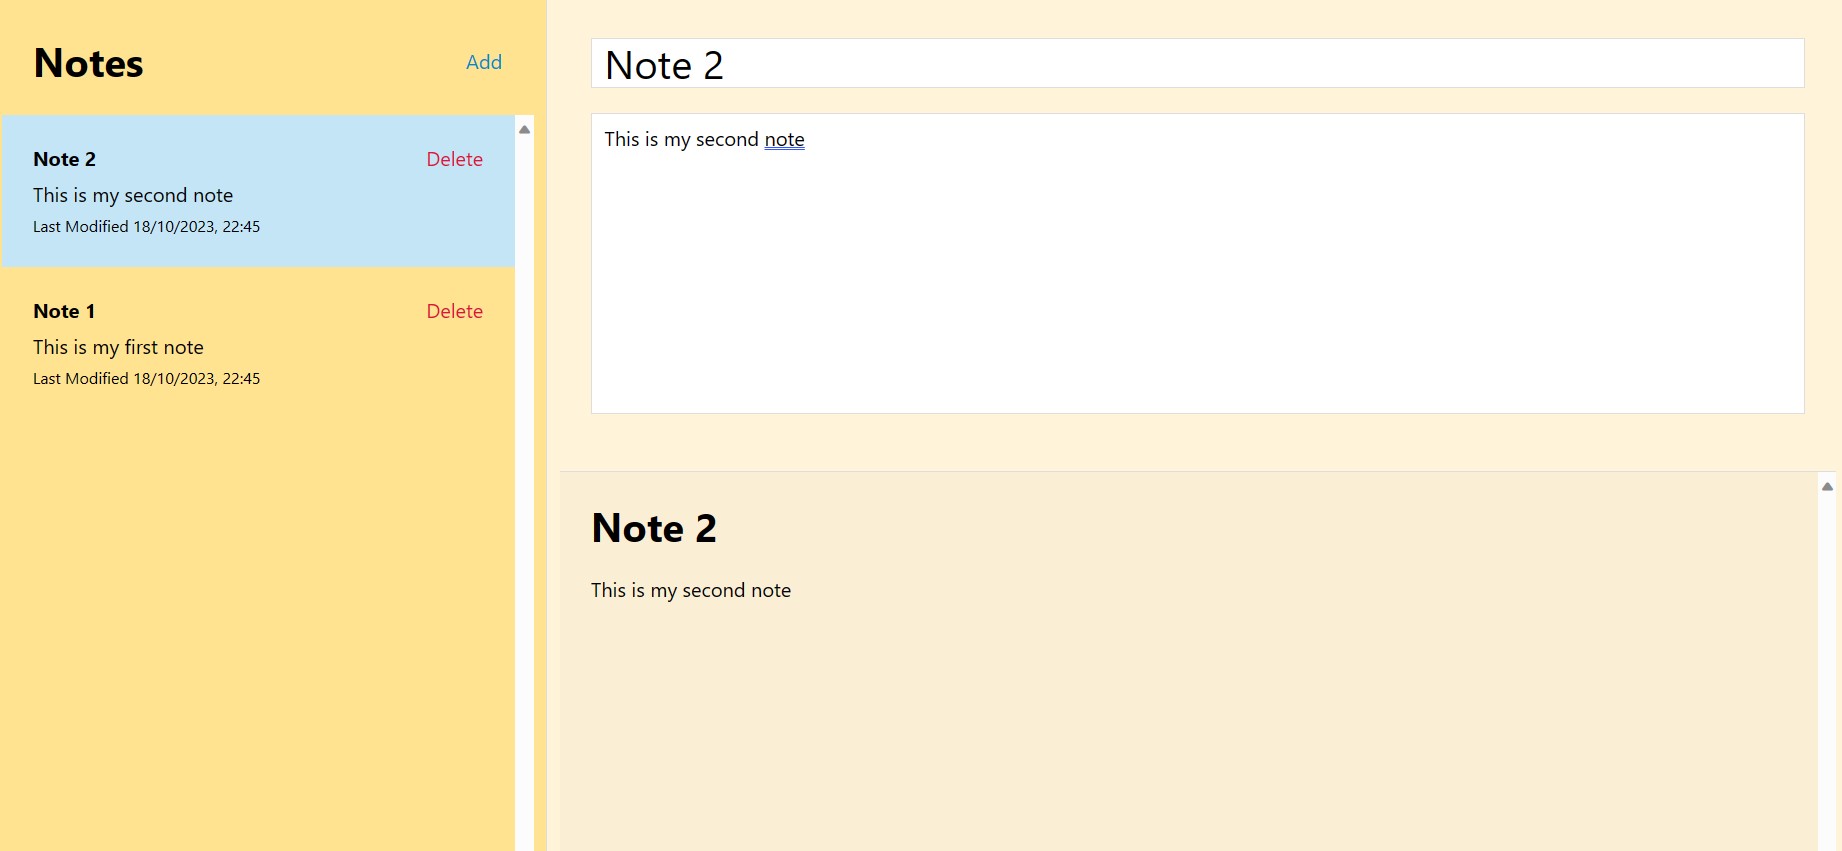 Notes
Add
Note 2
Delete
This is my second note
Last Modified 18/10/2023, 22:45
Note 1
Delete
This is my first note
Last Modified 18/10/2023, 22:45
Note 2
This is my second note
Note 2
This is my second note